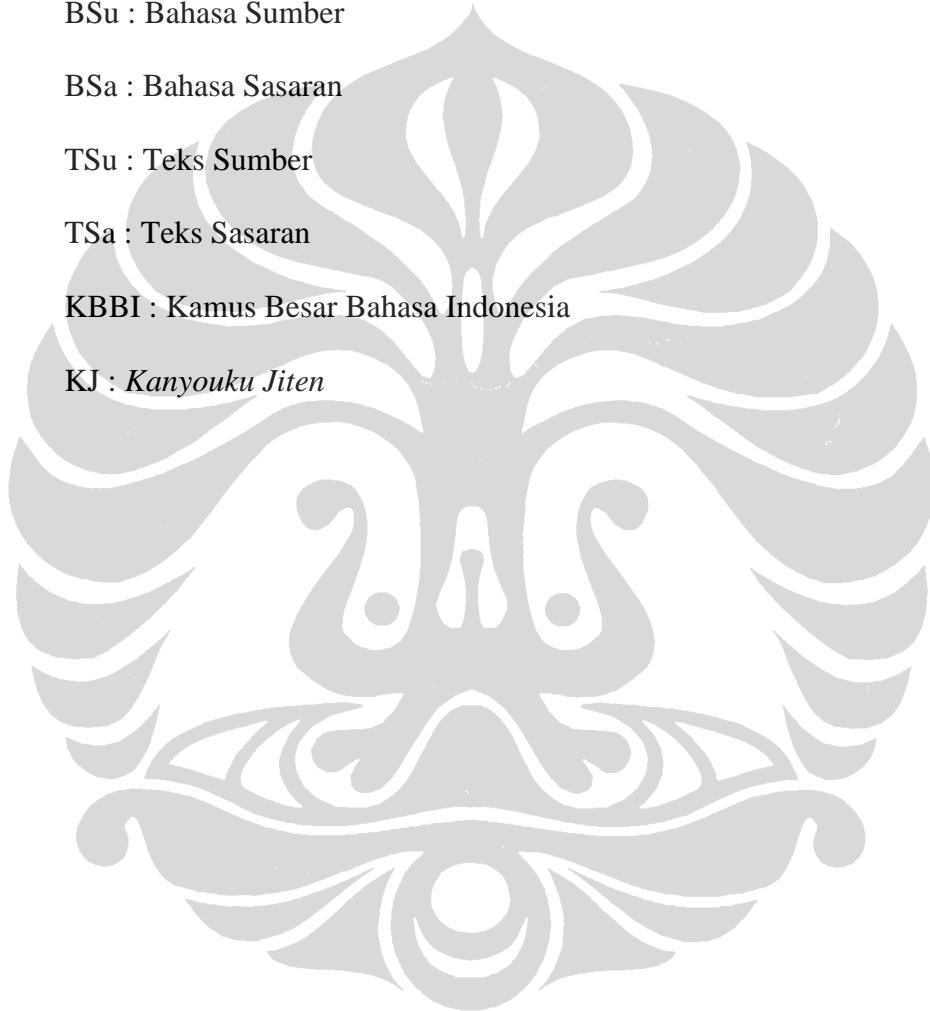 BSu : Bahasa Sumber
BSa : Bahasa Sasaran
TSu : Teks Sumber
TSa : Teks Sasaran
KBBI : Kamus Besar Bahasa Indonesia
KJ : Kanyouku Jiten